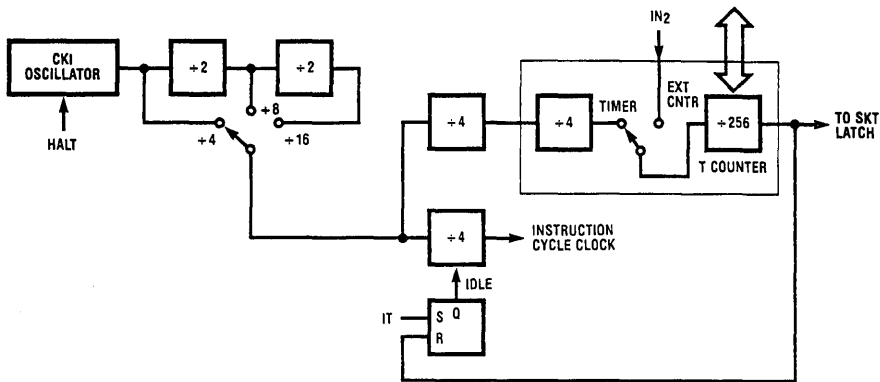 CKI
OSCILLATOR
HALT
÷2
÷2
÷4
÷8
÷16
÷4
÷4
TIMER
IN2
EXT
CNTR
÷256
T COUNTER
TO SKT
LATCH
÷4
INSTRUCTION
CYCLE CLOCK
IDLE
IT
S Q
R